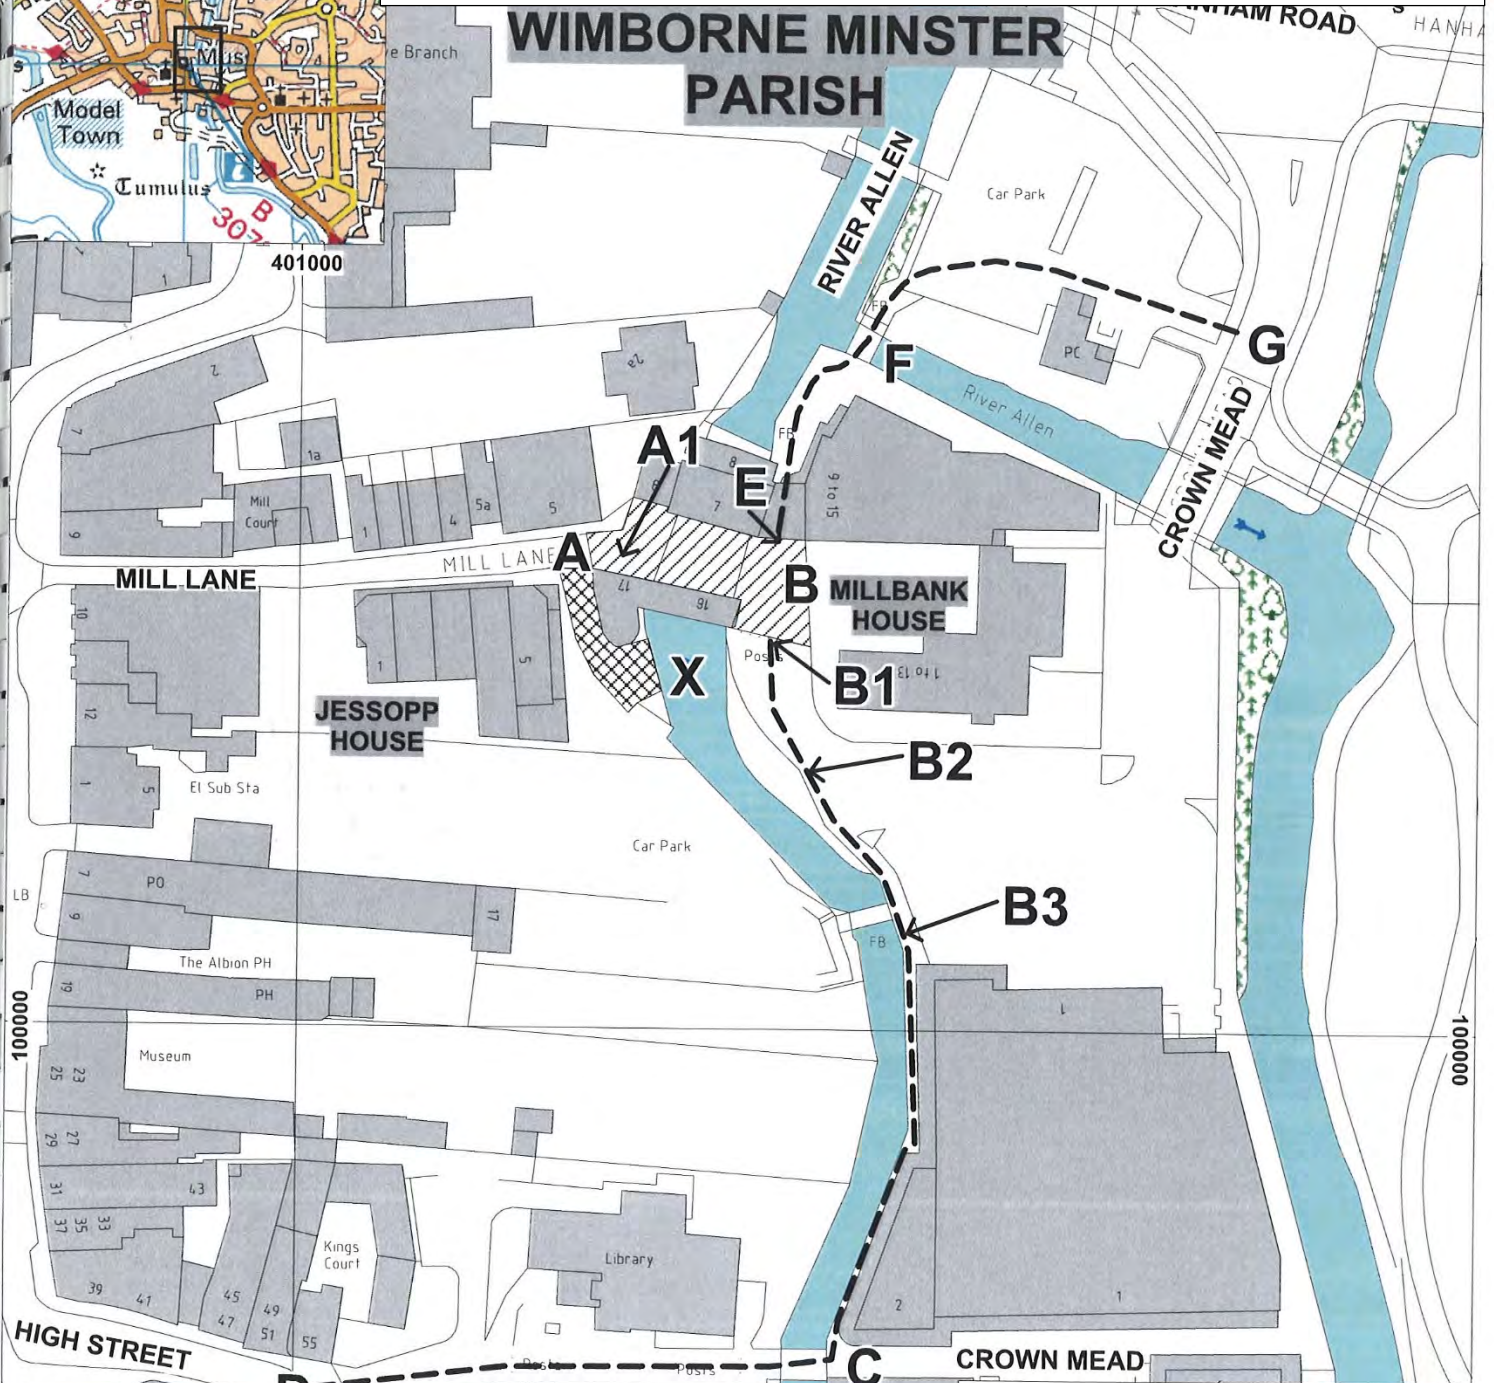 WIMBORNE MINSTER
PARISH
HANHA
Model
Town
Tumulus
Mus
B
307
401000
ve Branch
RIVER ALLEN
Car Park
FB
F
G
PC
River Allen
CROWN MEAD
2
7
9
1
1a
Mill
Court
1
4
5a
5
2a
A1
8
7
E
FB
9 to 15
MILL LANE
MILL LANE
A
17
16
B
MILLBANK
HOUSE
Posts
B1
1 to 13
X
10
12
1
5
JESSOPP
HOUSE
B2
1
5
El Sub Sta
Car Park
LB
7
PO
9
17
B3
FB
The Albion PH
19
PH
100000
100000
1
Museum
25
23
29
27
31
43
37
35
33
Kings
Court
Library
39
41
45
47
49
51
55
2
1
HIGH STREET
Posts
Posts
C
CROWN MEAD